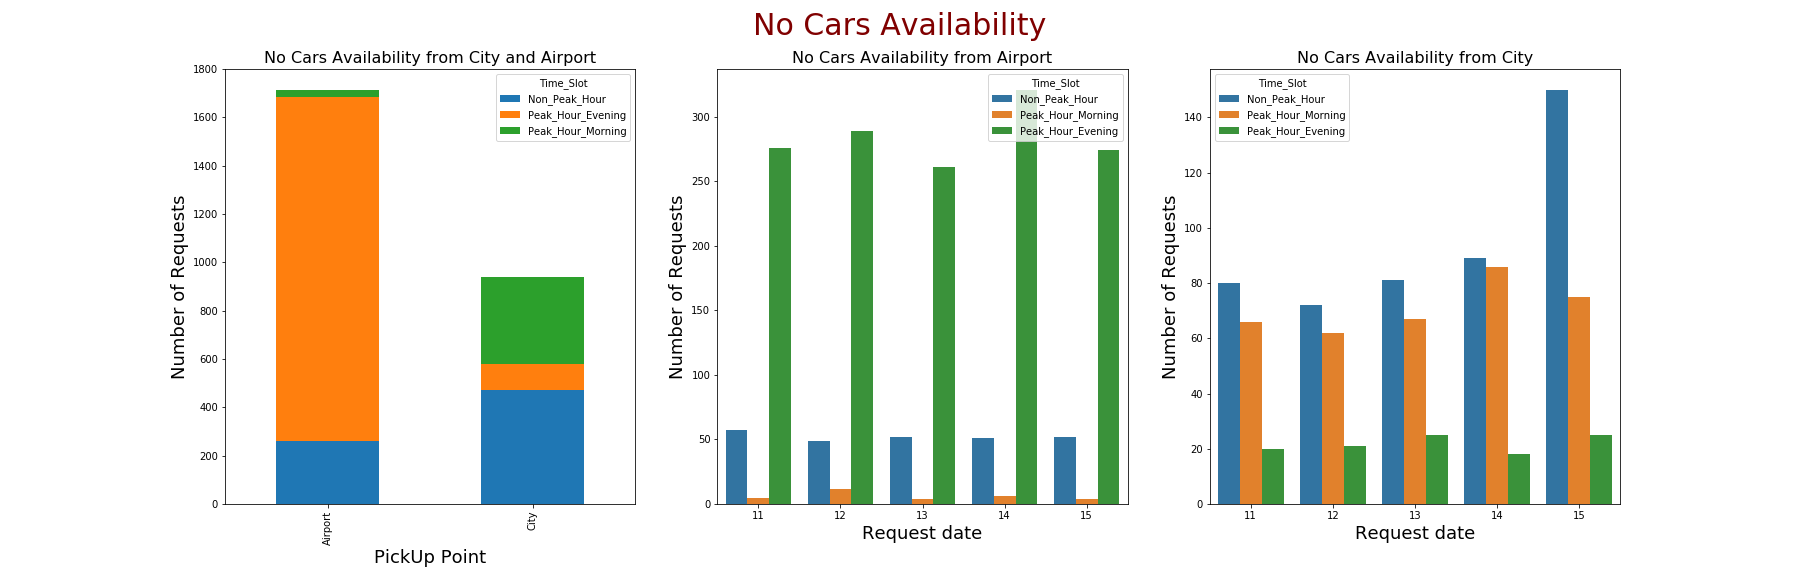 No Cars Availability
No Cars Availability from City and Airport
Time_Slot
Non_Peak_Hour
Peak_Hour_Evening
Peak_Hour_Morning
1800
1600
1400
1200
1000
800
600
400
200
0
Number of Requests
Airport
City
PickUp Point
No Cars Availability from Airport
Time_Slot
Non_Peak_Hour
Peak_Hour_Morning
Peak_Hour_Evening
300
250
200
150
100
50
0
Number of Requests
11 12 13 14 15
Request date
No Cars Availability from City
Time_Slot
Non_Peak_Hour
Peak_Hour_Morning
Peak_Hour_Evening
140
120
100
80
60
40
20
0
Number of Requests
11 12 13 14 15
Request date